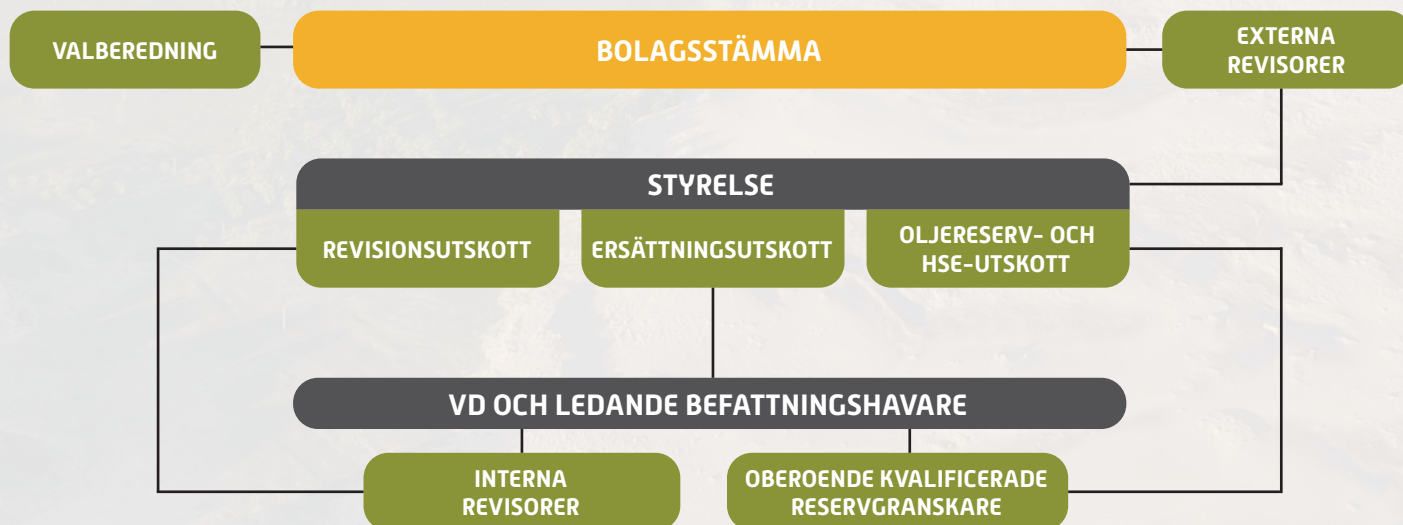 VALBEREDNING
BOLAGSSTÄMMA
EXTERNA
REVISORER
STYRELSE
REVISIONSUTSKOTT
ERSÄTTNINGSUTSKOTT
OLJERESERV- OCH
HSE-UTSKOTT
VD OCH LEDANDE BEFATTNINGSHAVARE
INTERNA
REVISORER
OBEROENDE KVALIFICERADE
RESERVGRANSKARE